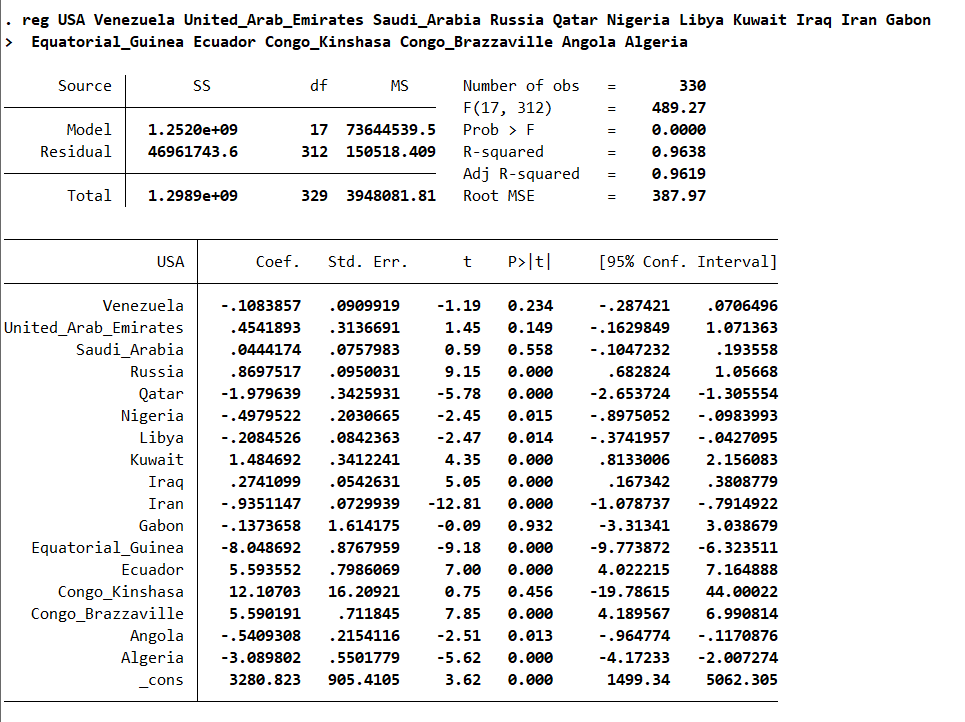 . reg USA Venezuela United_Arab_Emirates Saudi_Arabia Russia Qatar Nigeria Libya Kuwait Iraq Iran Gabon
> Equatorial_Guinea Ecuador Congo_Kinshasa Congo_Brazzaville Angola Algeria
Source SS df MS Number of obs = 330
F(17, 312) = 489.27
Model 1.2520e+09 17 73644539.5 Prob > F = 0.0000
Residual 46961743.6 312 150518.409 R-squared = 0.9638
Adj R-squared = 0.9619
Total 1.2989e+09 329 3948081.81 Root MSE = 387.97
USA Coef. Std. Err. t P>|t| [95% Conf. Interval]
Venezuela -.1083857 .0909919 -1.19 0.234 -.287421 .0706496
United_Arab_Emirates .4541893 .3136691 1.45 0.149 -.1629849 1.071363
Saudi_Arabia .0444174 .0757983 0.59 0.558 -.1047232 .193558
Russia .8697517 .0950031 9.15 0.000 .682824 1.05668
Qatar -1.979639 .3425931 -5.78 0.000 -2.653724 -1.305554
Nigeria -.4979522 .2030665 -2.45 0.015 -.8975052 -.0983993
Libya -.2084526 .0842363 -2.47 0.014 -.3741957 -.0427095
Kuwait 1.484692 .3412241 4.35 0.000 .8133006 2.156083
Iraq .2741099 .0542631 5.05 0.000 .167342 .3808779
Iran -.9351147 .0729939 -12.81 0.000 -1.078737 -.7914922
Gabon -.1373658 1.614175 -0.09 0.932 -3.31341 3.038679
Equatorial_Guinea -8.048692 .8767959 -9.18 0.000 -9.773872 -6.323511
Ecuador 5.593552 .7986069 7.00 0.000 4.022215 7.164888
Congo_Kinshasa 12.10703 16.20921 0.75 0.456 -19.78615 44.00022
Congo_Brazzaville 5.590191 .711845 7.85 0.000 4.189567 6.990814
Angola -.5409308 .2154116 -2.51 0.013 -.964774 -.1170876
Algeria -3.089802 .5501779 -5.62 0.000 -4.17233 -2.007274
_cons 3280.823 905.4105 3.62 0.000 1499.34 5062.305